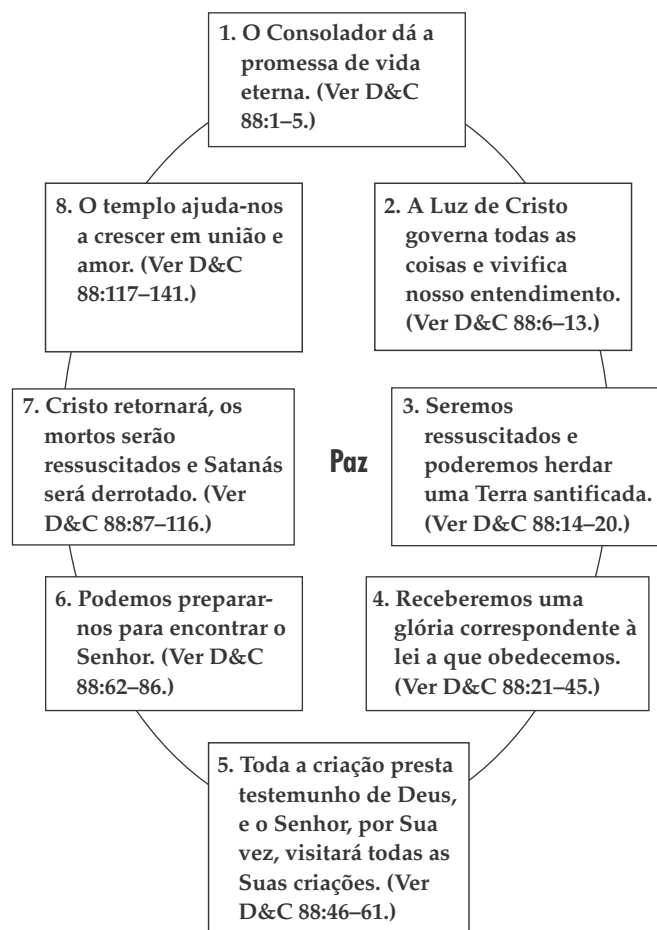 1. O Consolador dá a
promessa de vida
eterna. (Ver D&C
88:1–5.)
2. A Luz de Cristo
governa todas as
coisas e vivifica
nosso entendimento.
(Ver D&C 88:6–13.)
3. Seremos
ressuscitados e
poderemos herdar
uma Terra santificada.
(Ver D&C 88:14–20.)
4. Receberemos uma
glória correspondente à
lei a que obedecemos.
(Ver D&C 88:21–45.)
5. Toda a criação presta
testemunho de Deus,
e o Senhor, por Sua
vez, visitará todas as
Suas criações. (Ver
D&C 88:46–61.)
6. Podemos preparar-
nos para encontrar o
Senhor. (Ver D&C
88:62–86.)
7. Cristo retornará, os
mortos serão
ressuscitados e Satanás
será derrotado. (Ver
D&C 88:87–116.)
8. O templo ajuda-nos
a crescer em união e
amor. (Ver D&C
88:117–141.)
Paz